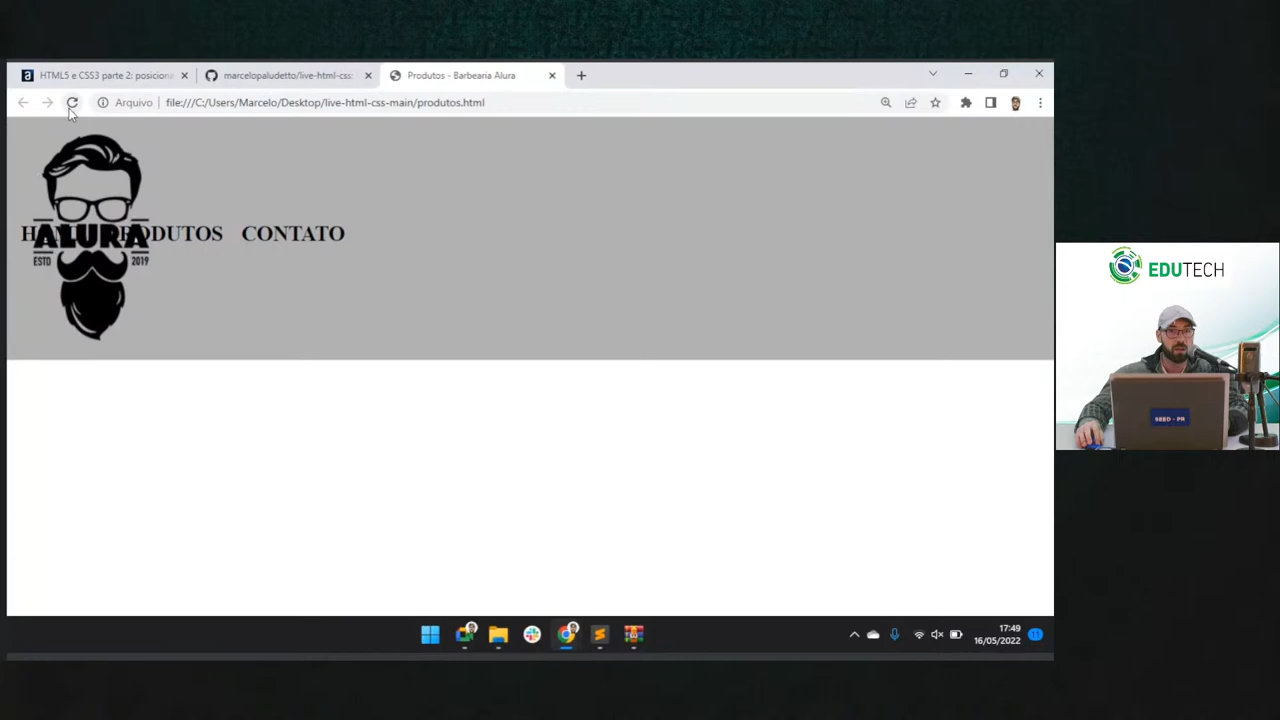 HTML5 e CSS3 parte 2: posiciona
marcelopaludetto/live-html-css:
Produtos - Barbearia Alura
Arquivo
file:///C:/Users/Marcelo/Desktop/live-html-css-main/produtos.html
PRODUTOS CONTATO
ALURA
ESTD 2019
EDUTECH
SEED - PR
17:49
16/05/2022
11